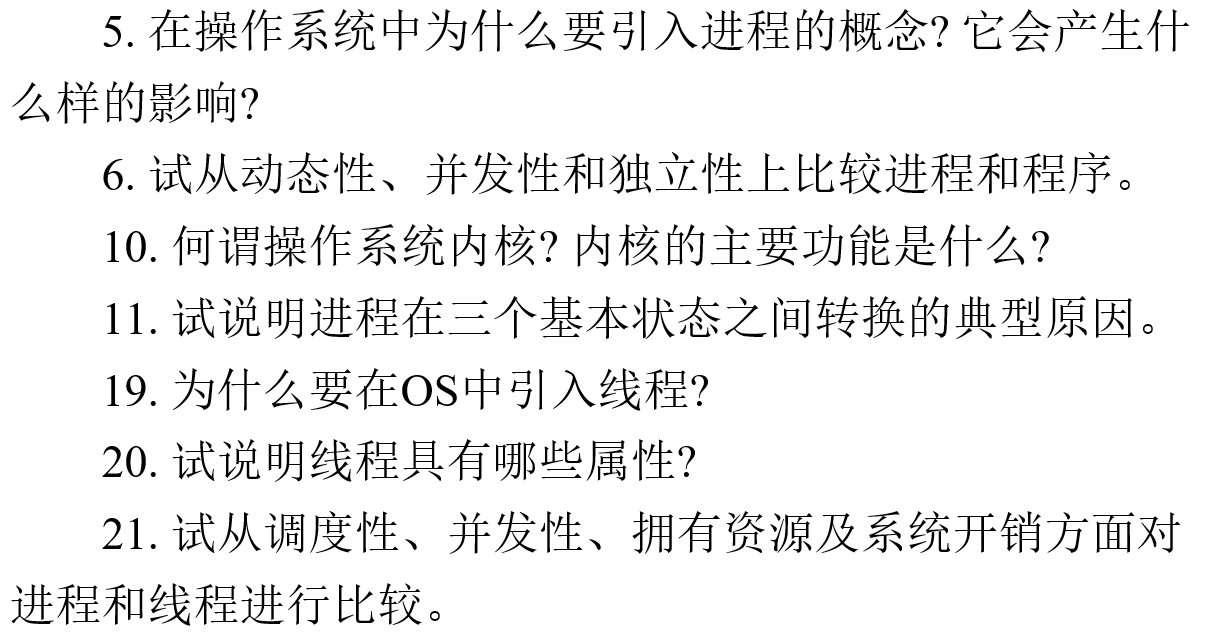 5. 在操作系统中为什么要引入进程的概念? 它会产生什
么样的影响?
6. 试从动态性、并发性和独立性上比较进程和程序。
10. 何谓操作系统内核? 内核的主要功能是什么?
11. 试说明进程在三个基本状态之间转换的典型原因。
19. 为什么要在OS中引入线程?
20. 试说明线程具有哪些属性?
21. 试从调度性、并发性、拥有资源及系统开销方面对
进程和线程进行比较。